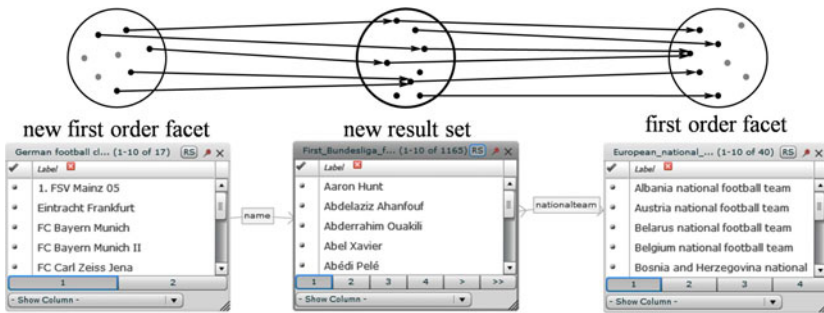 new first order facet
new result set
first order facet
German football cl... (1-10 of 17) RS
Label
1. FSV Mainz 05
Eintracht Frankfurt
FC Bayern Munich
FC Bayern Munich II
FC Carl Zeiss Jena
1 2
- Show Column -
name
First_Bundesliga_f... (1-10 of 1165) RS
Label
Aaron Hunt
Abdelaziz Ahanfouf
Abderrahim Ouakili
Abel Xavier
Abédi Pelé
1 2 3 4 > >>
- Show Column -
nationalteam
European_national_... (1-10 of 40) RS
Label
Albania national football team
Austria national football team
Belarus national football team
Belgium national football team
Bosnia and Herzegovina national
1 2 3 4
- Show Column -